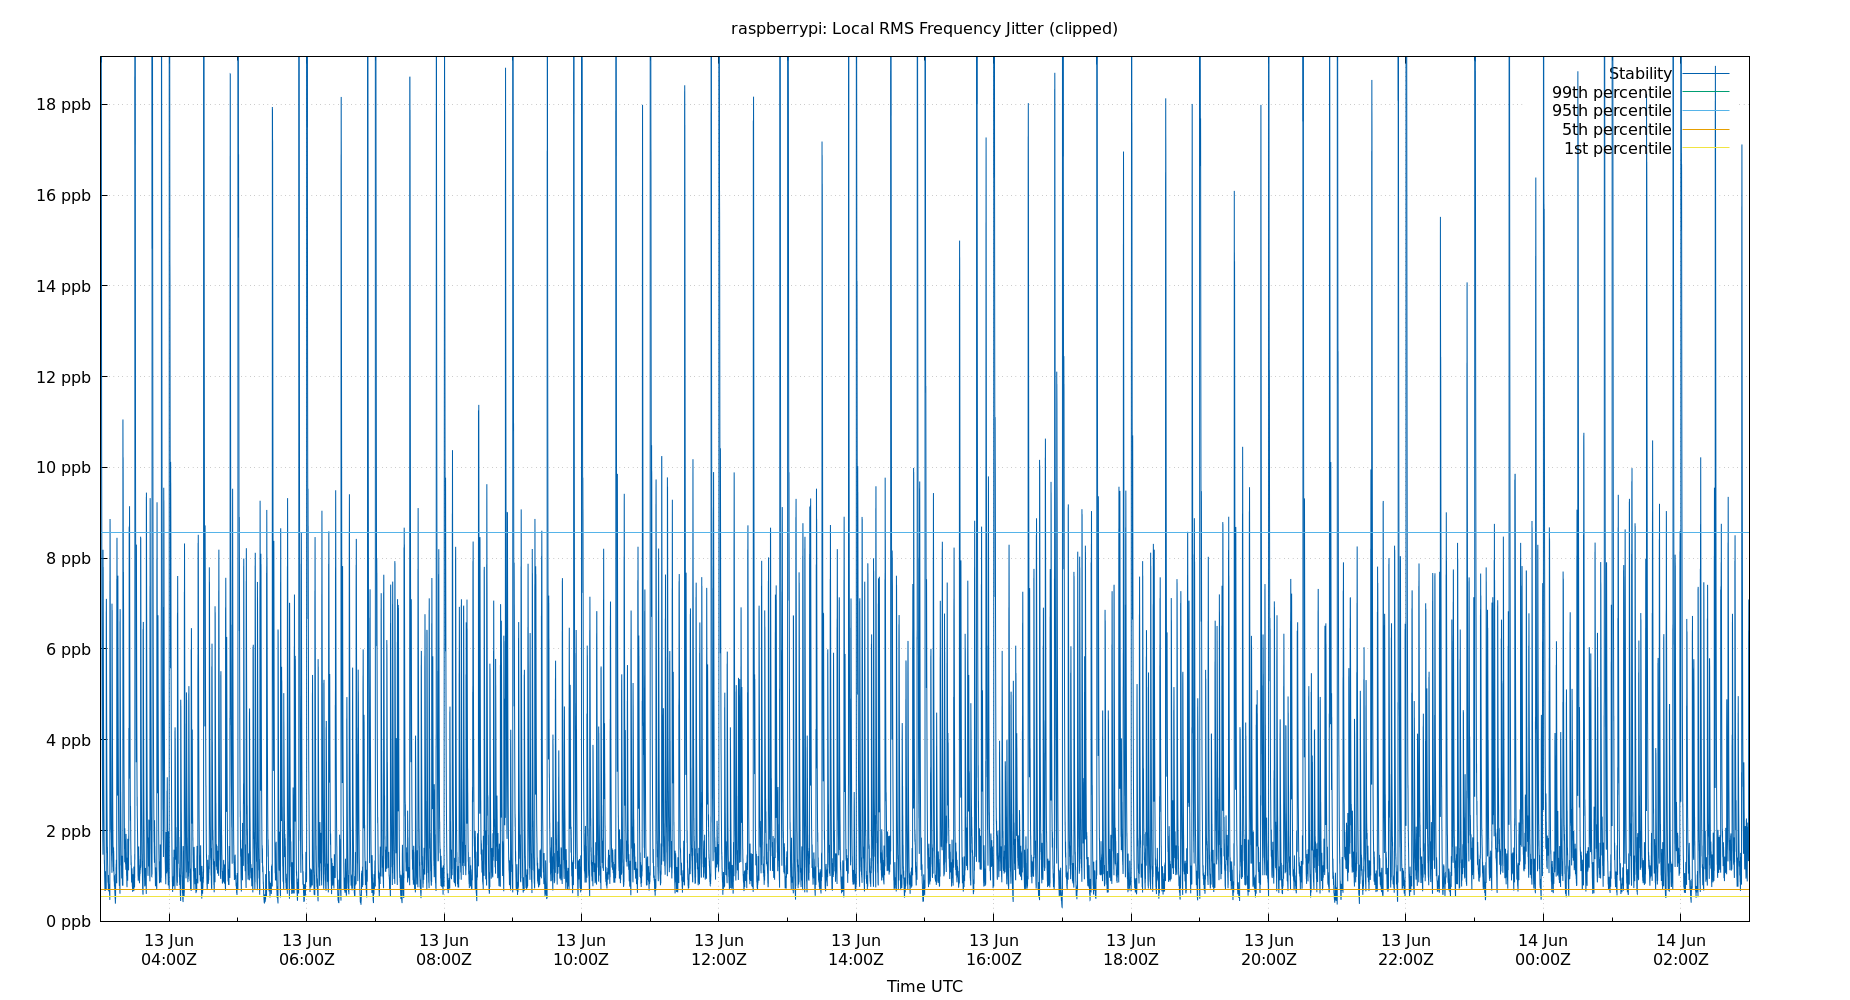 raspberrypi: Local RMS Frequency Jitter (clipped)
Stability
99th percentile
95th percentile
5th percentile
1st percentile
18 ppb
16 ppb
14 ppb
12 ppb
10 ppb
8 ppb
6 ppb
4 ppb
2 ppb
0 ppb
13 Jun 13 Jun 13 Jun 13 Jun 13 Jun 13 Jun 13 Jun 13 Jun 13 Jun 13 Jun 14 Jun 14 Jun
04:00Z 06:00Z 08:00Z 10:00Z 12:00Z 14:00Z 16:00Z 18:00Z 20:00Z 22:00Z 00:00Z 02:00Z
Time UTC